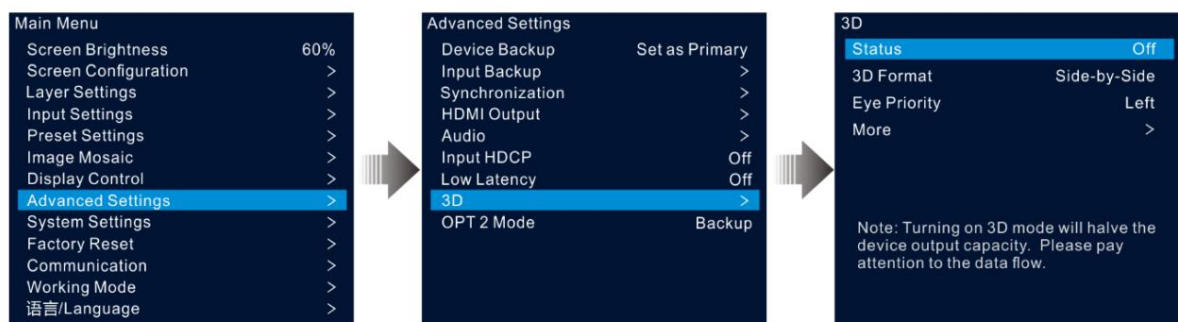 Main Menu
Screen Brightness 60%
Screen Configuration >
Layer Settings >
Input Settings >
Preset Settings >
Image Mosaic >
Display Control >
Advanced Settings >
System Settings >
Factory Reset >
Communication >
Working Mode >
语言/Language >
Advanced Settings
Device Backup Set as Primary
Input Backup >
Synchronization >
HDMI Output >
Audio >
Input HDCP Off
Low Latency Off
3D >
OPT 2 Mode Backup
3D
Status Off
3D Format Side-by-Side
Eye Priority Left
More >
Note: Turning on 3D mode will halve the
device output capacity. Please pay
attention to the data flow.